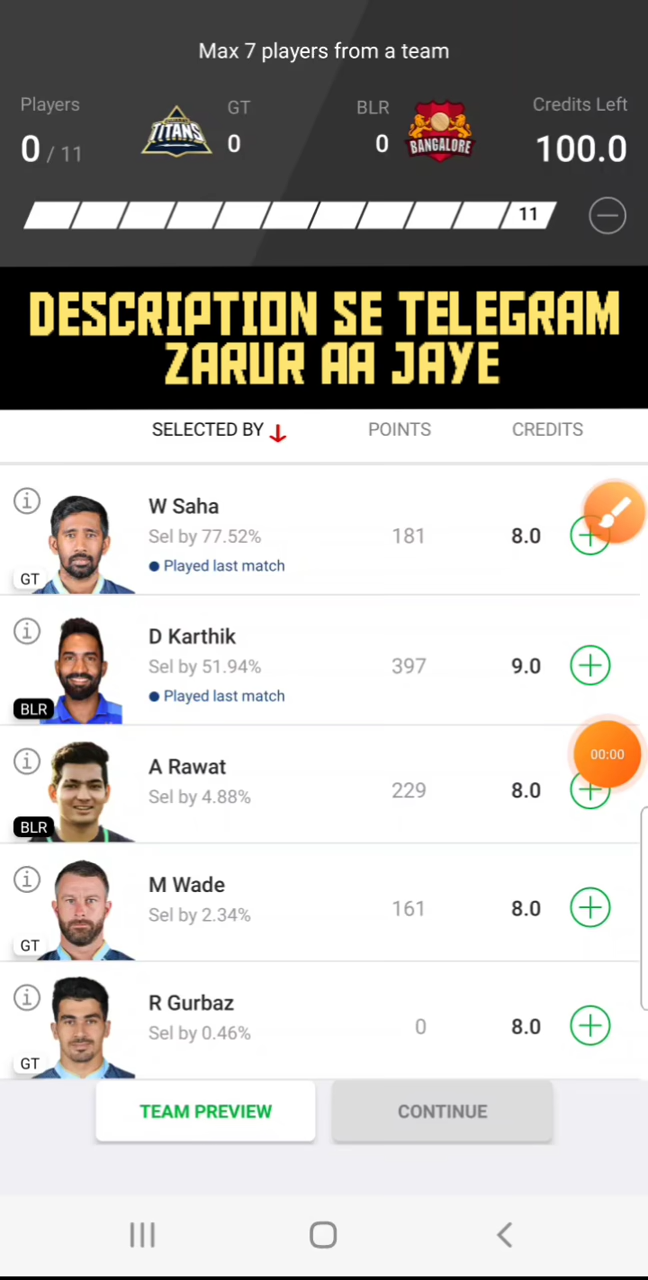 Max 7 players from a team
Players GT BLR Credits Left
0 / 11 TITANS 0 0 BANGALORE 100.0
11
DESCRIPTION SE TELEGRAM
ZARUR AA JAYE
SELECTED BY POINTS CREDITS
W Saha
Sel by 77.52% 181 8.0
Played last match
GT
D Karthik
Sel by 51.94% 397 9.0
Played last match
BLR
00:00
A Rawat
Sel by 4.88% 229 8.0
BLR
M Wade
Sel by 2.34% 161 8.0
GT
R Gurbaz
Sel by 0.46% 0 8.0
GT
TEAM PREVIEW CONTINUE